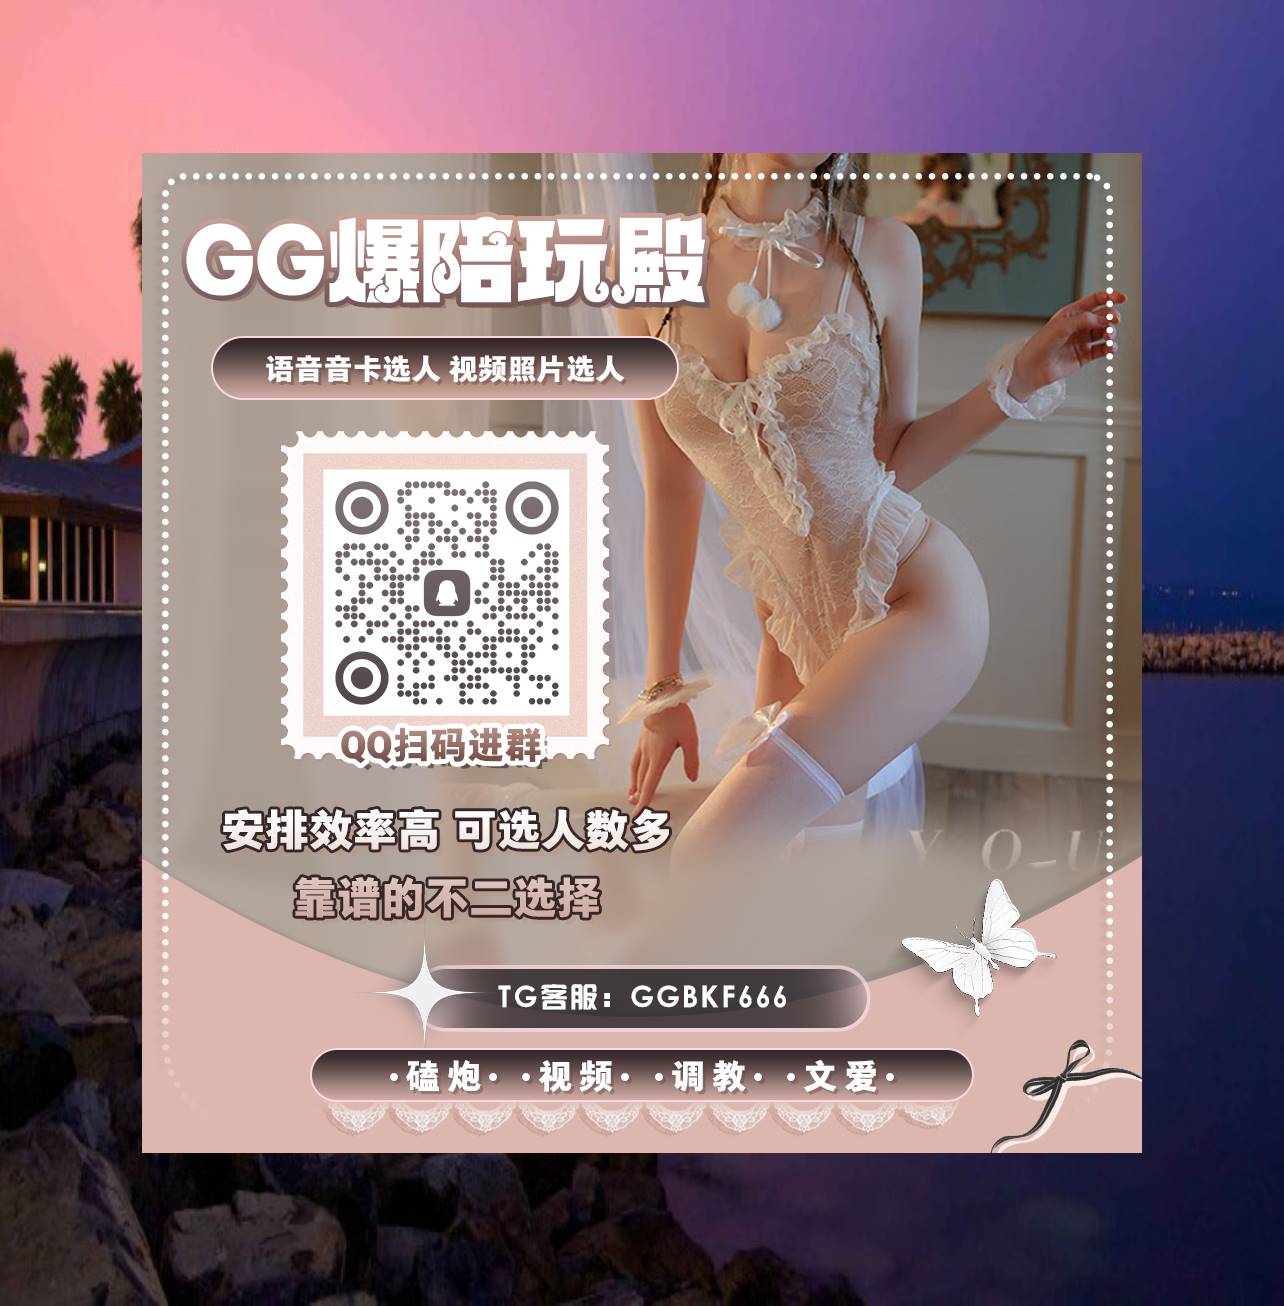 GG爆陪玩殿
语音音卡选人 视频照片选人
QQ扫码进群
安排效率高 可选人数多
靠谱的不二选择
TG客服：GGBKF666
·磕炮· ·视频· ·调教· ·文爱·